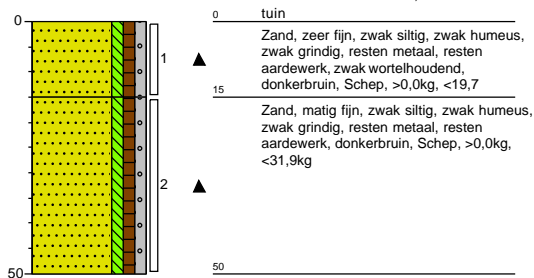 0
0
tuin
Zand, zeer fijn, zwak siltig, zwak humeus,
zwak grindig, resten metaal, resten
aardewerk, zwak wortelhoudend,
donkerbruin, Schep, >0,0kg, <19,7
1
15
Zand, matig fijn, zwak siltig, zwak humeus,
zwak grindig, resten metaal, resten
aardewerk, donkerbruin, Schep, >0,0kg,
<31,9kg
2
50
50